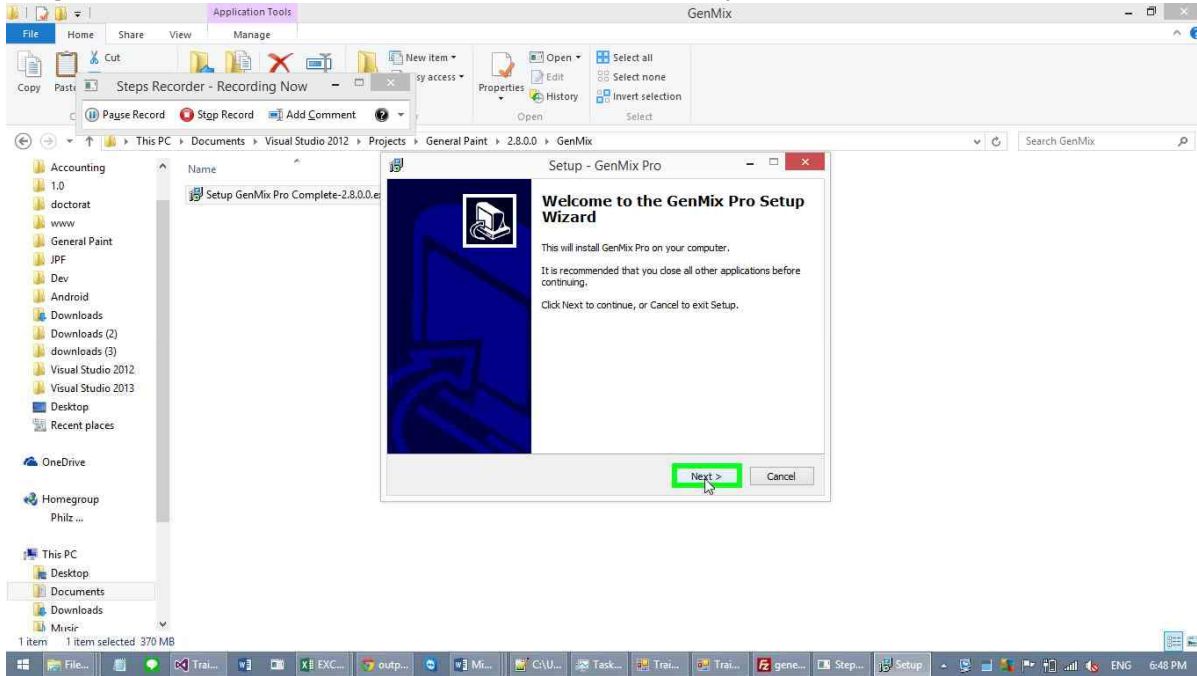 Application Tools
GenMix
File
Home
Share
View
Manage
Cut
New item
Open
Select all
sy access
Edit
Select none
Copy
Paste
Properties
History
Invert selection
Open
Select
Steps Recorder - Recording Now
Pause Record
Stop Record
Add Comment
This PC
Documents
Visual Studio 2012
Projects
General Paint
2.8.0.0
GenMix
Search GenMix
Accounting
1.0
doctorat
www
General Paint
JPF
Dev
Android
Downloads
Downloads (2)
downloads (3)
Visual Studio 2012
Visual Studio 2013
Desktop
Recent places
OneDrive
Homegroup
Philz ...
This PC
Desktop
Documents
Downloads
Music
Name
Setup GenMix Pro Complete-2.8.0.0.e
Setup - GenMix Pro
Welcome to the GenMix Pro Setup
Wizard
This will install GenMix Pro on your computer.
It is recommended that you close all other applications before
continuing.
Click Next to continue, or Cancel to exit Setup.
Next >
Cancel
1 item
1 item selected 370 MB
File...
Trai...
EXC...
outp...
Mi...
C:\U...
Task...
Trai...
Trai...
gene...
Step...
Setup
ENG
6:48 PM